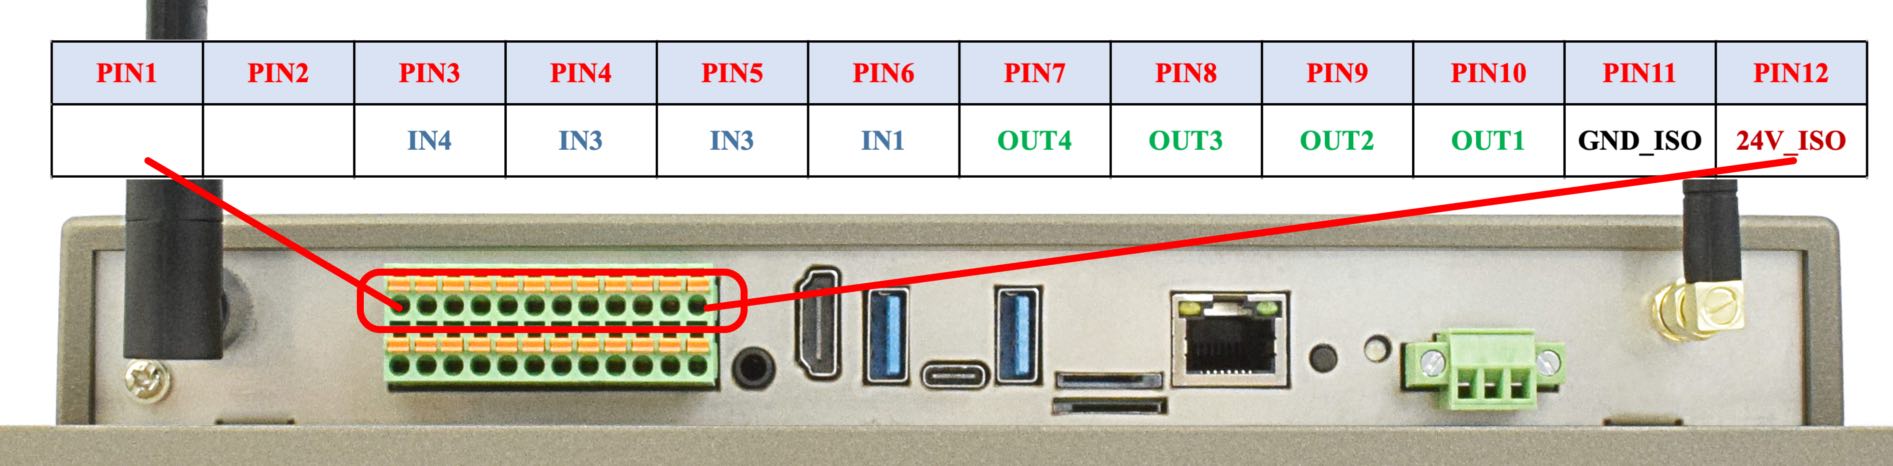 PIN1 PIN2 PIN3 PIN4 PIN5 PIN6 PIN7 PIN8 PIN9 PIN10 PIN11 PIN12
IN4 IN3 IN3 IN1 OUT4 OUT3 OUT2 OUT1 GND_ISO 24V_ISO